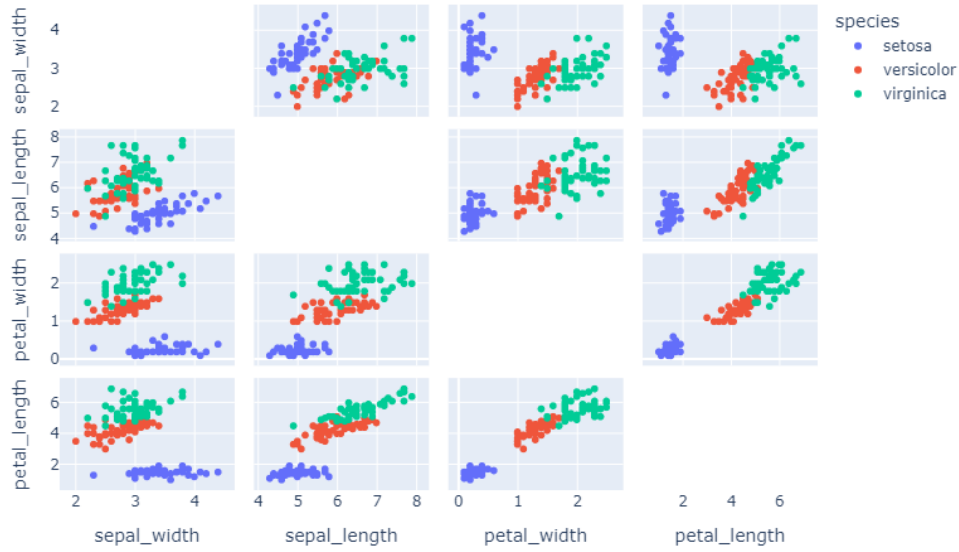 species
setosa
versicolor
virginica
sepal_width
4
3
2
sepal_length
8
7
6
5
4
petal_width
2
1
0
petal_length
6
4
2
2 3 4
4 5 6 7 8
0 1 2
2 4 6
sepal_width sepal_length petal_width petal_length